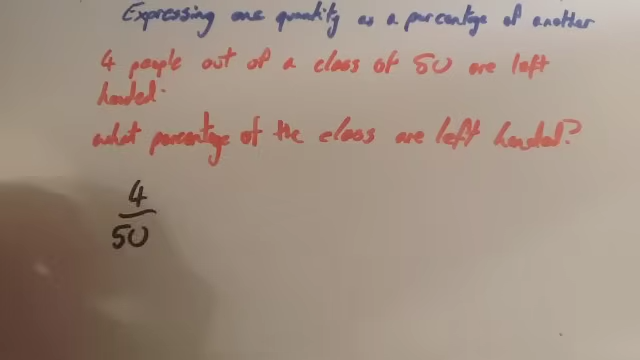 Expressing one quantity as a percentage of another
4 people out of a class of 50 are left
handed.
what percentage of the class are left handed?
4
50